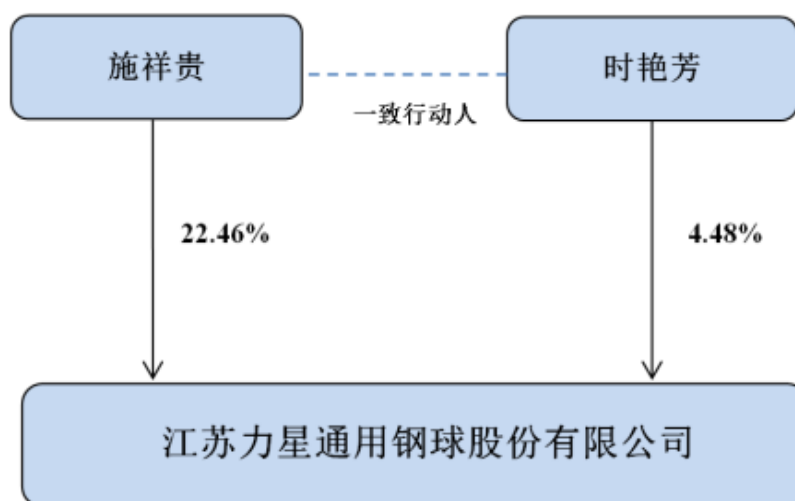 施祥贵
时艳芳
一致行动人
22.46%
4.48%
江苏力星通用钢球股份有限公司